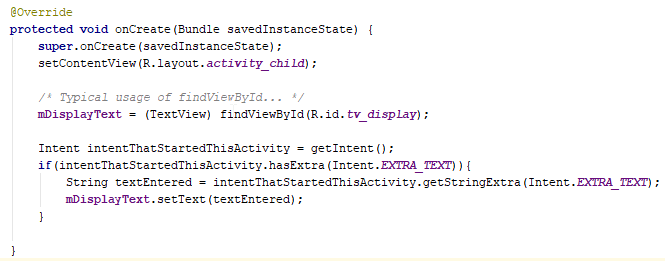 @Override
protected void onCreate(Bundle savedInstanceState) {
    super.onCreate(savedInstanceState);
    setContentView(R.layout.activity_child);

    /* Typical usage of findViewById... */
    mDisplayText = (TextView) findViewById(R.id.tv_display);

    Intent intentThatStartedThisActivity = getIntent();
    if(intentThatStartedThisActivity.hasExtra(Intent.EXTRA_TEXT)){
        String textEntered = intentThatStartedThisActivity.getStringExtra(Intent.EXTRA_TEXT);
        mDisplayText.setText(textEntered);
    }

}